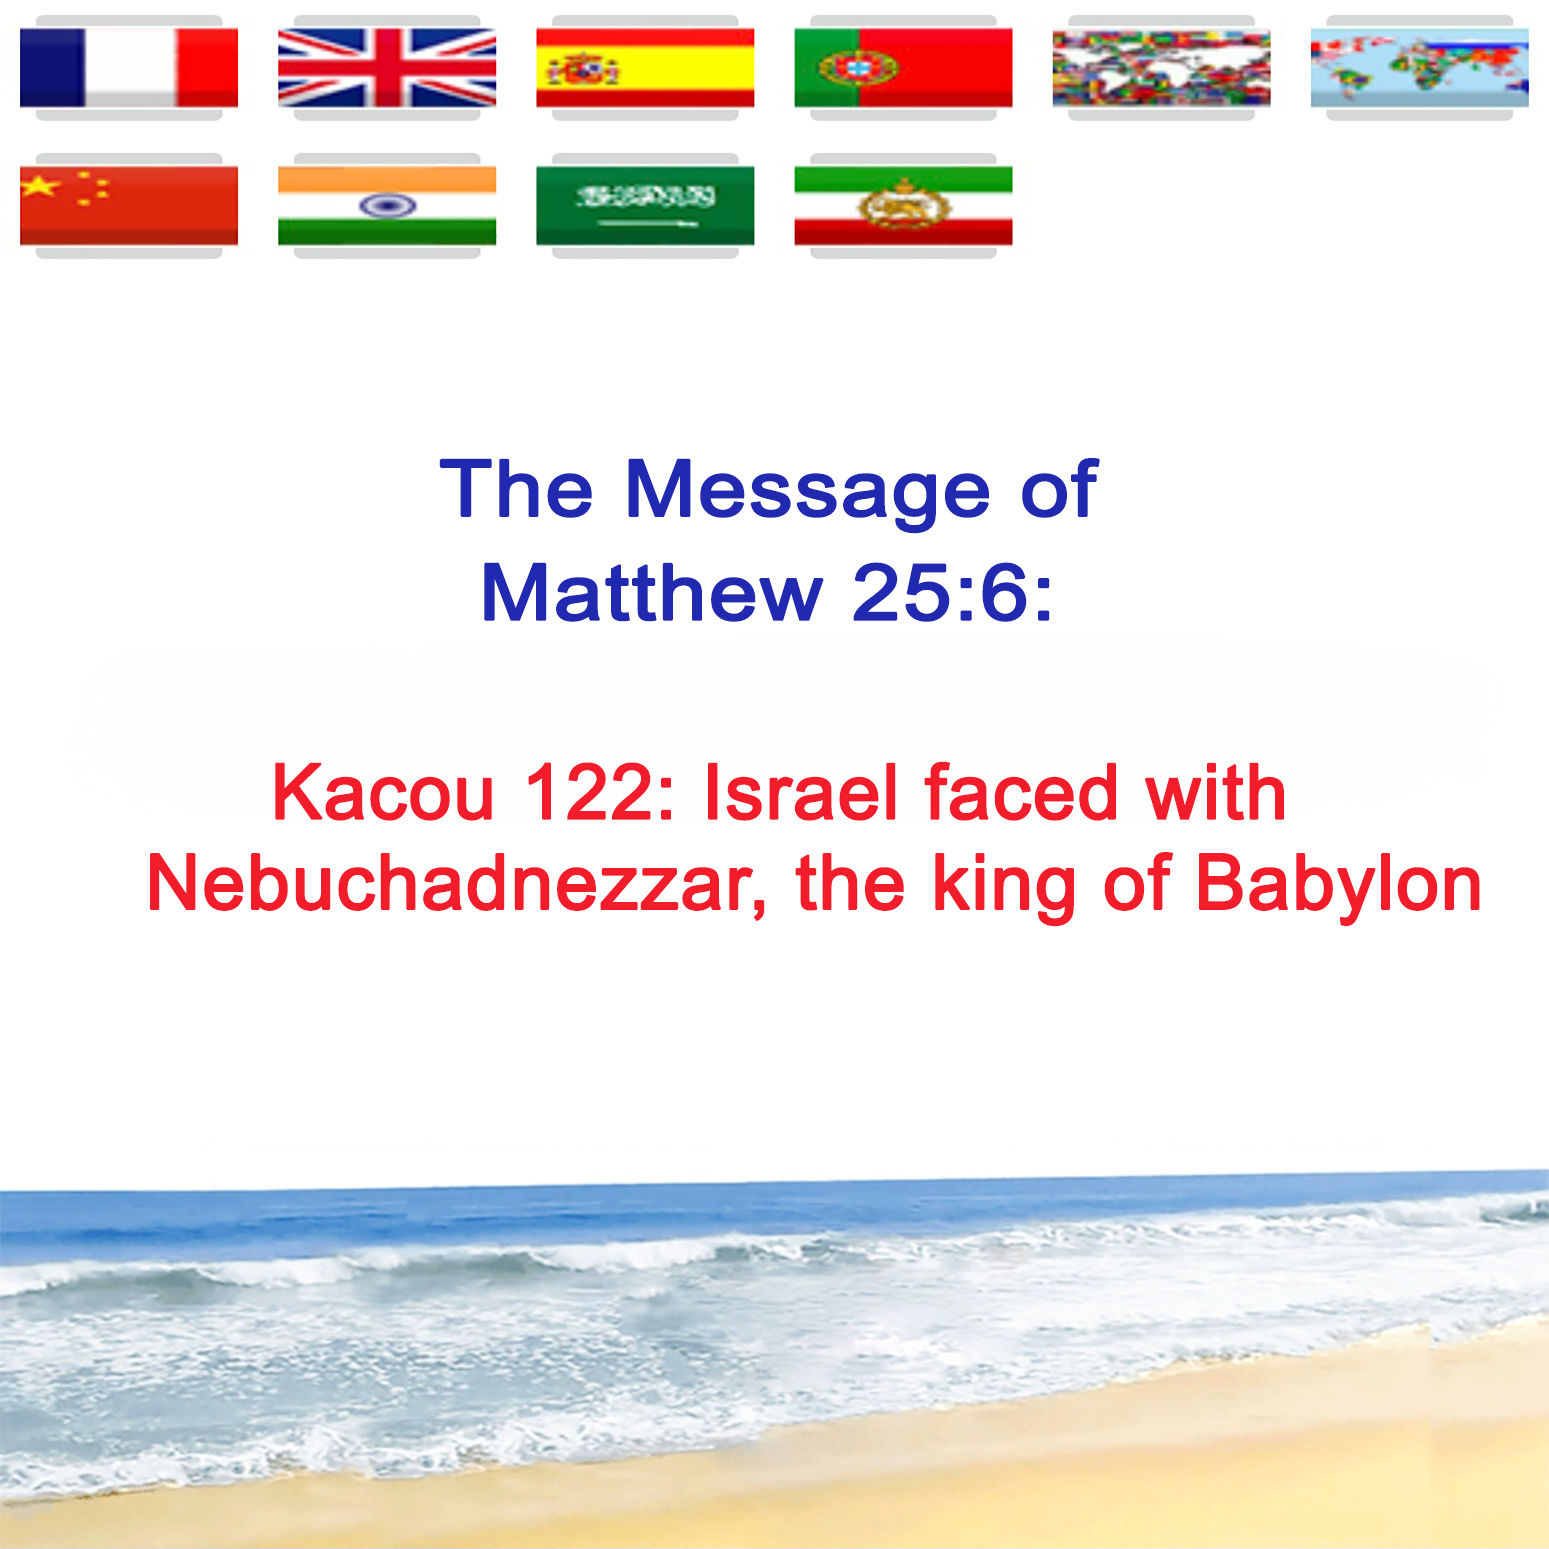 The Message of
Matthew 25:6:
Kacou 122: Israel faced with
Nebuchadnezzar, the king of Babylon